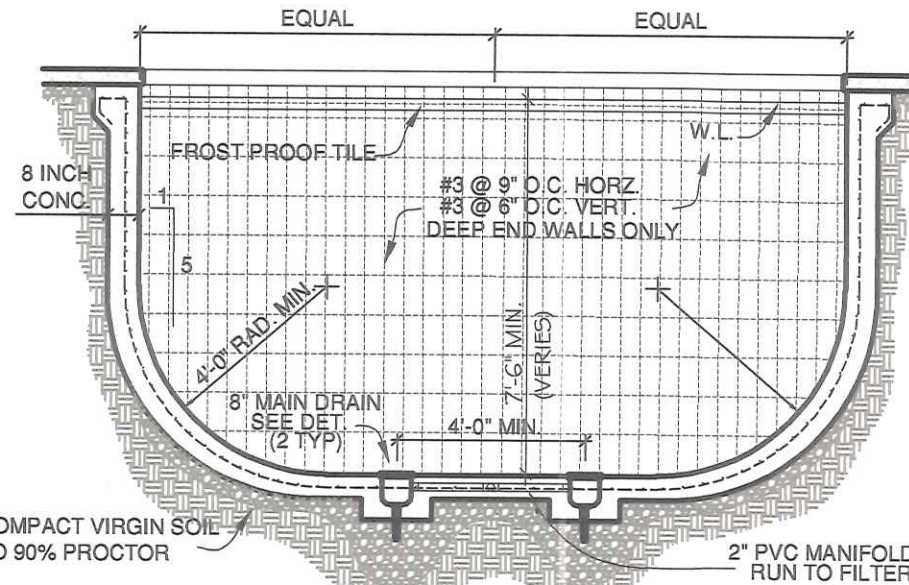 EQUAL
EQUAL
FROST PROOF TILE
W.L.
8 INCH
CONC.
1
5
#3 @ 9" O.C. HORZ.
#3 @ 6" O.C. VERT.
DEEP END WALLS ONLY
4'-0" RAD. MIN.
7'-6" MIN.
(VERIES)
8" MAIN DRAIN
SEE DET
(2 TYP)
4'-0" MIN.
OMPACT VIRGIN SOIL
O 90% PROCTOR
2" PVC MANIFOLD
RUN TO FILTER